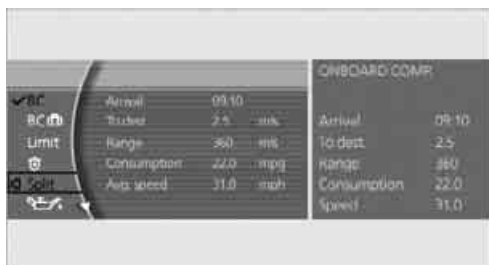 ONBOARD COMP.
BC
BC
Limit
Split
Arrival 09:10
To dest. 2.5 mls
Range 360 mls
Consumption 22.0 mpg
Avg. speed 31.0 mph
Arrival 09:10
To dest. 2.5
Range 360
Consumption 22.0
Speed 31.0